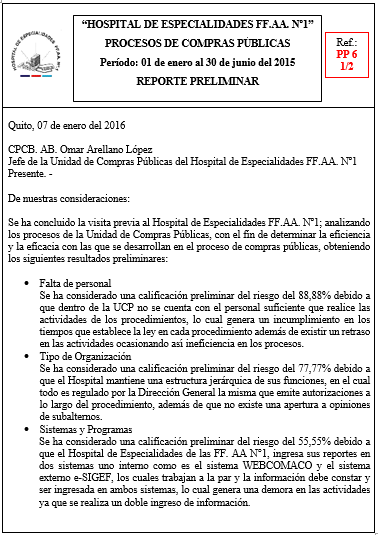 “HOSPITAL DE ESPECIALIDADES FF.AA. Nº1”
PROCESOS DE COMPRAS PÚBLICAS
Período: 01 de enero al 30 de junio del 2015
REPORTE PRELIMINAR
Ref.:
PP 6
1/2
Quito, 07 de enero del 2016
CPCB. AB. Omar Arellano López
Jefe de la Unidad de Compras Públicas del Hospital de Especialidades FF.AA. Nº1
Presente. -
De muestras consideraciones:
Se ha concluido la visita previa al Hospital de Especialidades FF.AA. Nº1; analizando
los procesos de la Unidad de Compras Públicas, con el fin de determinar la eficiencia
y la eficacia con las que se desarrollan en el proceso de compras públicas, obteniendo
los siguientes resultados preliminares:
• Falta de personal
Se ha considerado una calificación preliminar del riesgo del 88,88% debido a
que dentro de la UCP no se cuenta con el personal suficiente que realice las
actividades de los procedimientos, lo cual genera un incumplimiento en los
tiempos que establece la ley en cada procedimiento además de existir un retraso
en las actividades ocasionando así ineficiencia en los procesos.
• Tipo de Organización
Se ha considerado una calificación preliminar del riesgo del 77,77% debido a
que el Hospital mantiene una estructura jerárquica de sus funciones, en el cual
todo es regulado por la Dirección General la misma que emite autorizaciones a
lo largo del procedimiento, además de que no existe una apertura a opiniones
de subalternos.
• Sistemas y Programas
Se ha considerado una calificación preliminar del riesgo del 55,55% debido a
que el Hospital de Especialidades de las FF. AA Nº1, ingresa sus reportes en
dos sistemas uno interno como es el sistema WEBCOMACO y el sistema
externo e-SIGEF, los cuales trabajan a la par y la información debe constar y
ser ingresada en ambos sistemas, lo cual genera una demora en las actividades
ya que se realiza un doble ingreso de información.